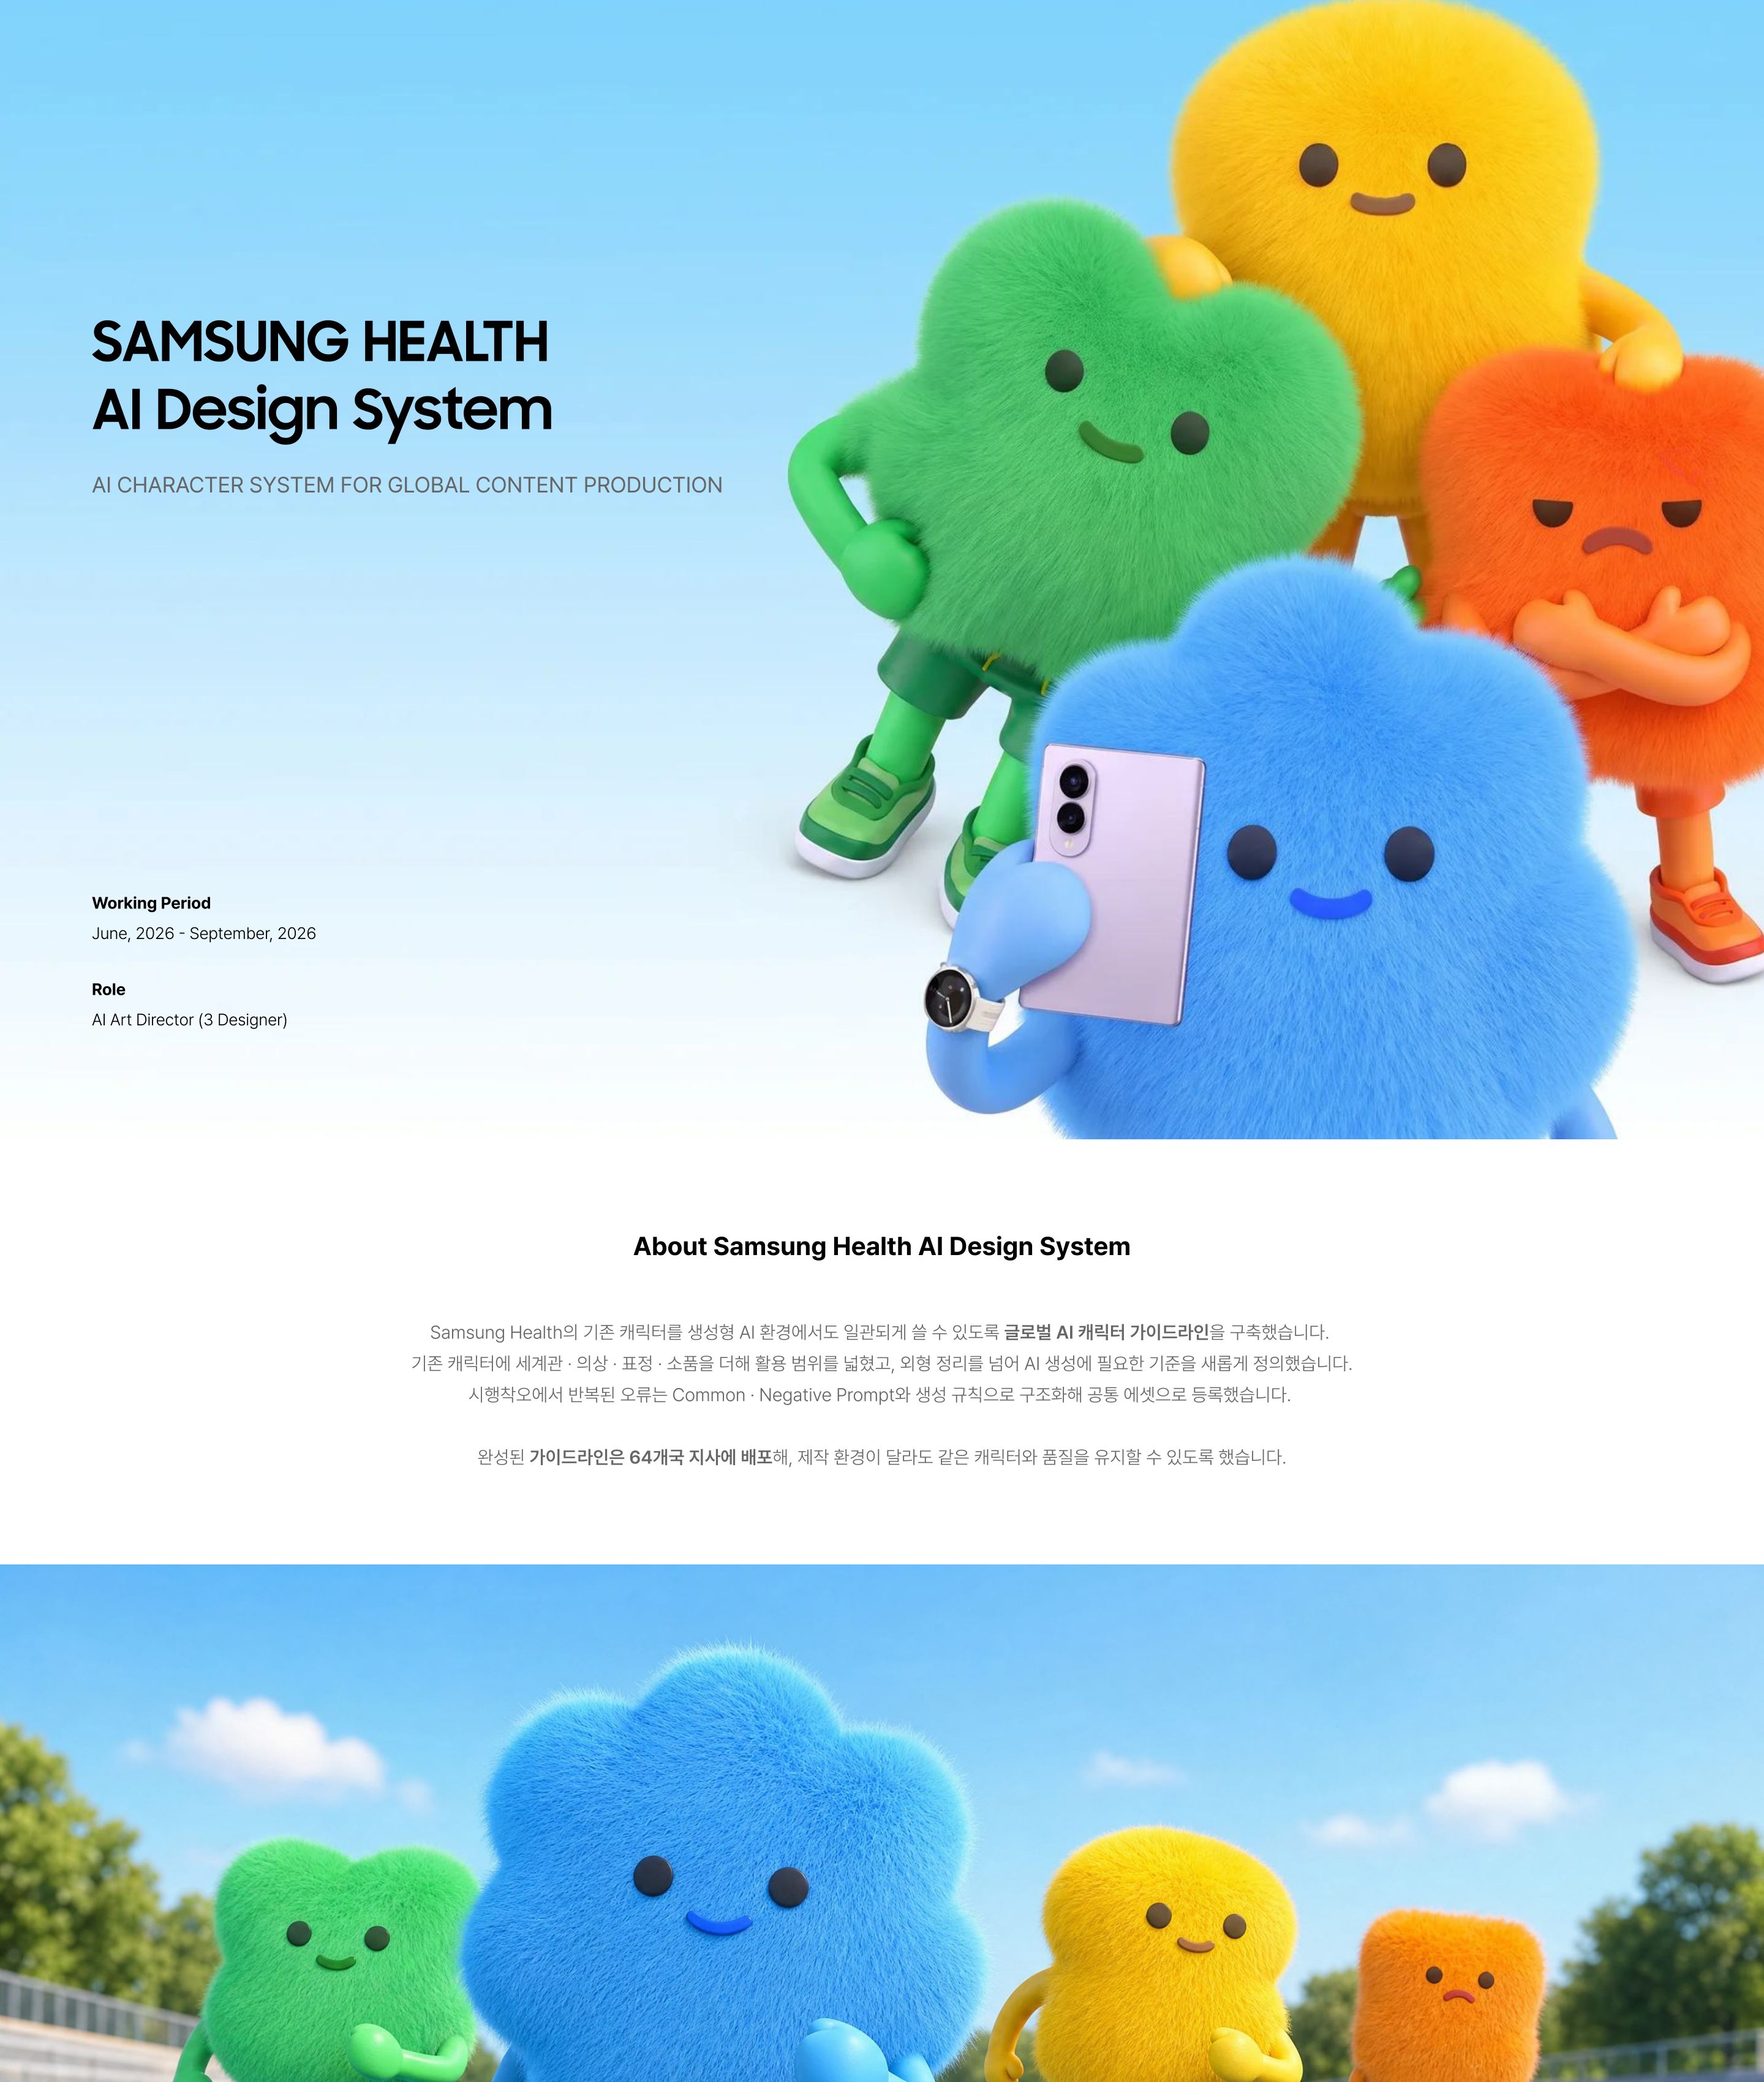 SAMSUNG HEALTH
AI Design System
AI CHARACTER SYSTEM FOR GLOBAL CONTENT PRODUCTION
Working Period
June, 2026 - September, 2026
Role
AI Art Director (3 Designer)
About Samsung Health AI Design System
Samsung Health의 기존 캐릭터를 생성형 AI 환경에서도 일관되게 쓸 수 있도록 글로벌 AI 캐릭터 가이드라인을 구축했습니다.
기존 캐릭터에 세계관 · 의상 · 표정 · 소품을 더해 활용 범위를 넓혔고, 외형 정리를 넘어 AI 생성에 필요한 기준을 새롭게 정의했습니다.
시행착오에서 반복된 오류는 Common · Negative Prompt와 생성 규칙으로 구조화해 공통 에셋으로 등록했습니다.
완성된 가이드라인은 64개국 지사에 배포해, 제작 환경이 달라도 같은 캐릭터와 품질을 유지할 수 있도록 했습니다.